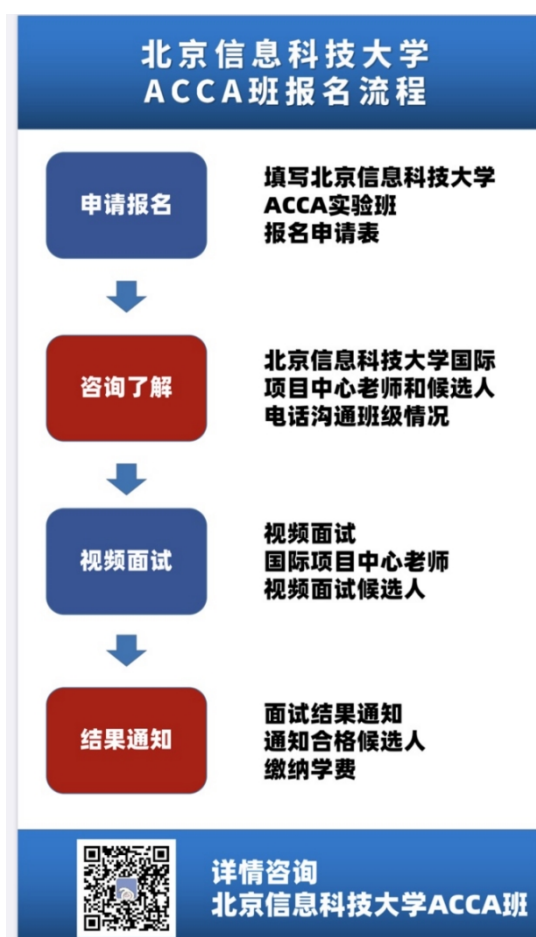 北京信息科技大学
ACCA班报名流程
申请报名
填写北京信息科技大学
ACCA实验班
报名申请表
咨询了解
北京信息科技大学国际
项目中心老师和候选人
电话沟通班级情况
视频面试
视频面试
国际项目中心老师
视频面试候选人
结果通知
面试结果通知
通知合格候选人
缴纳学费
详情咨询
北京信息科技大学ACCA班